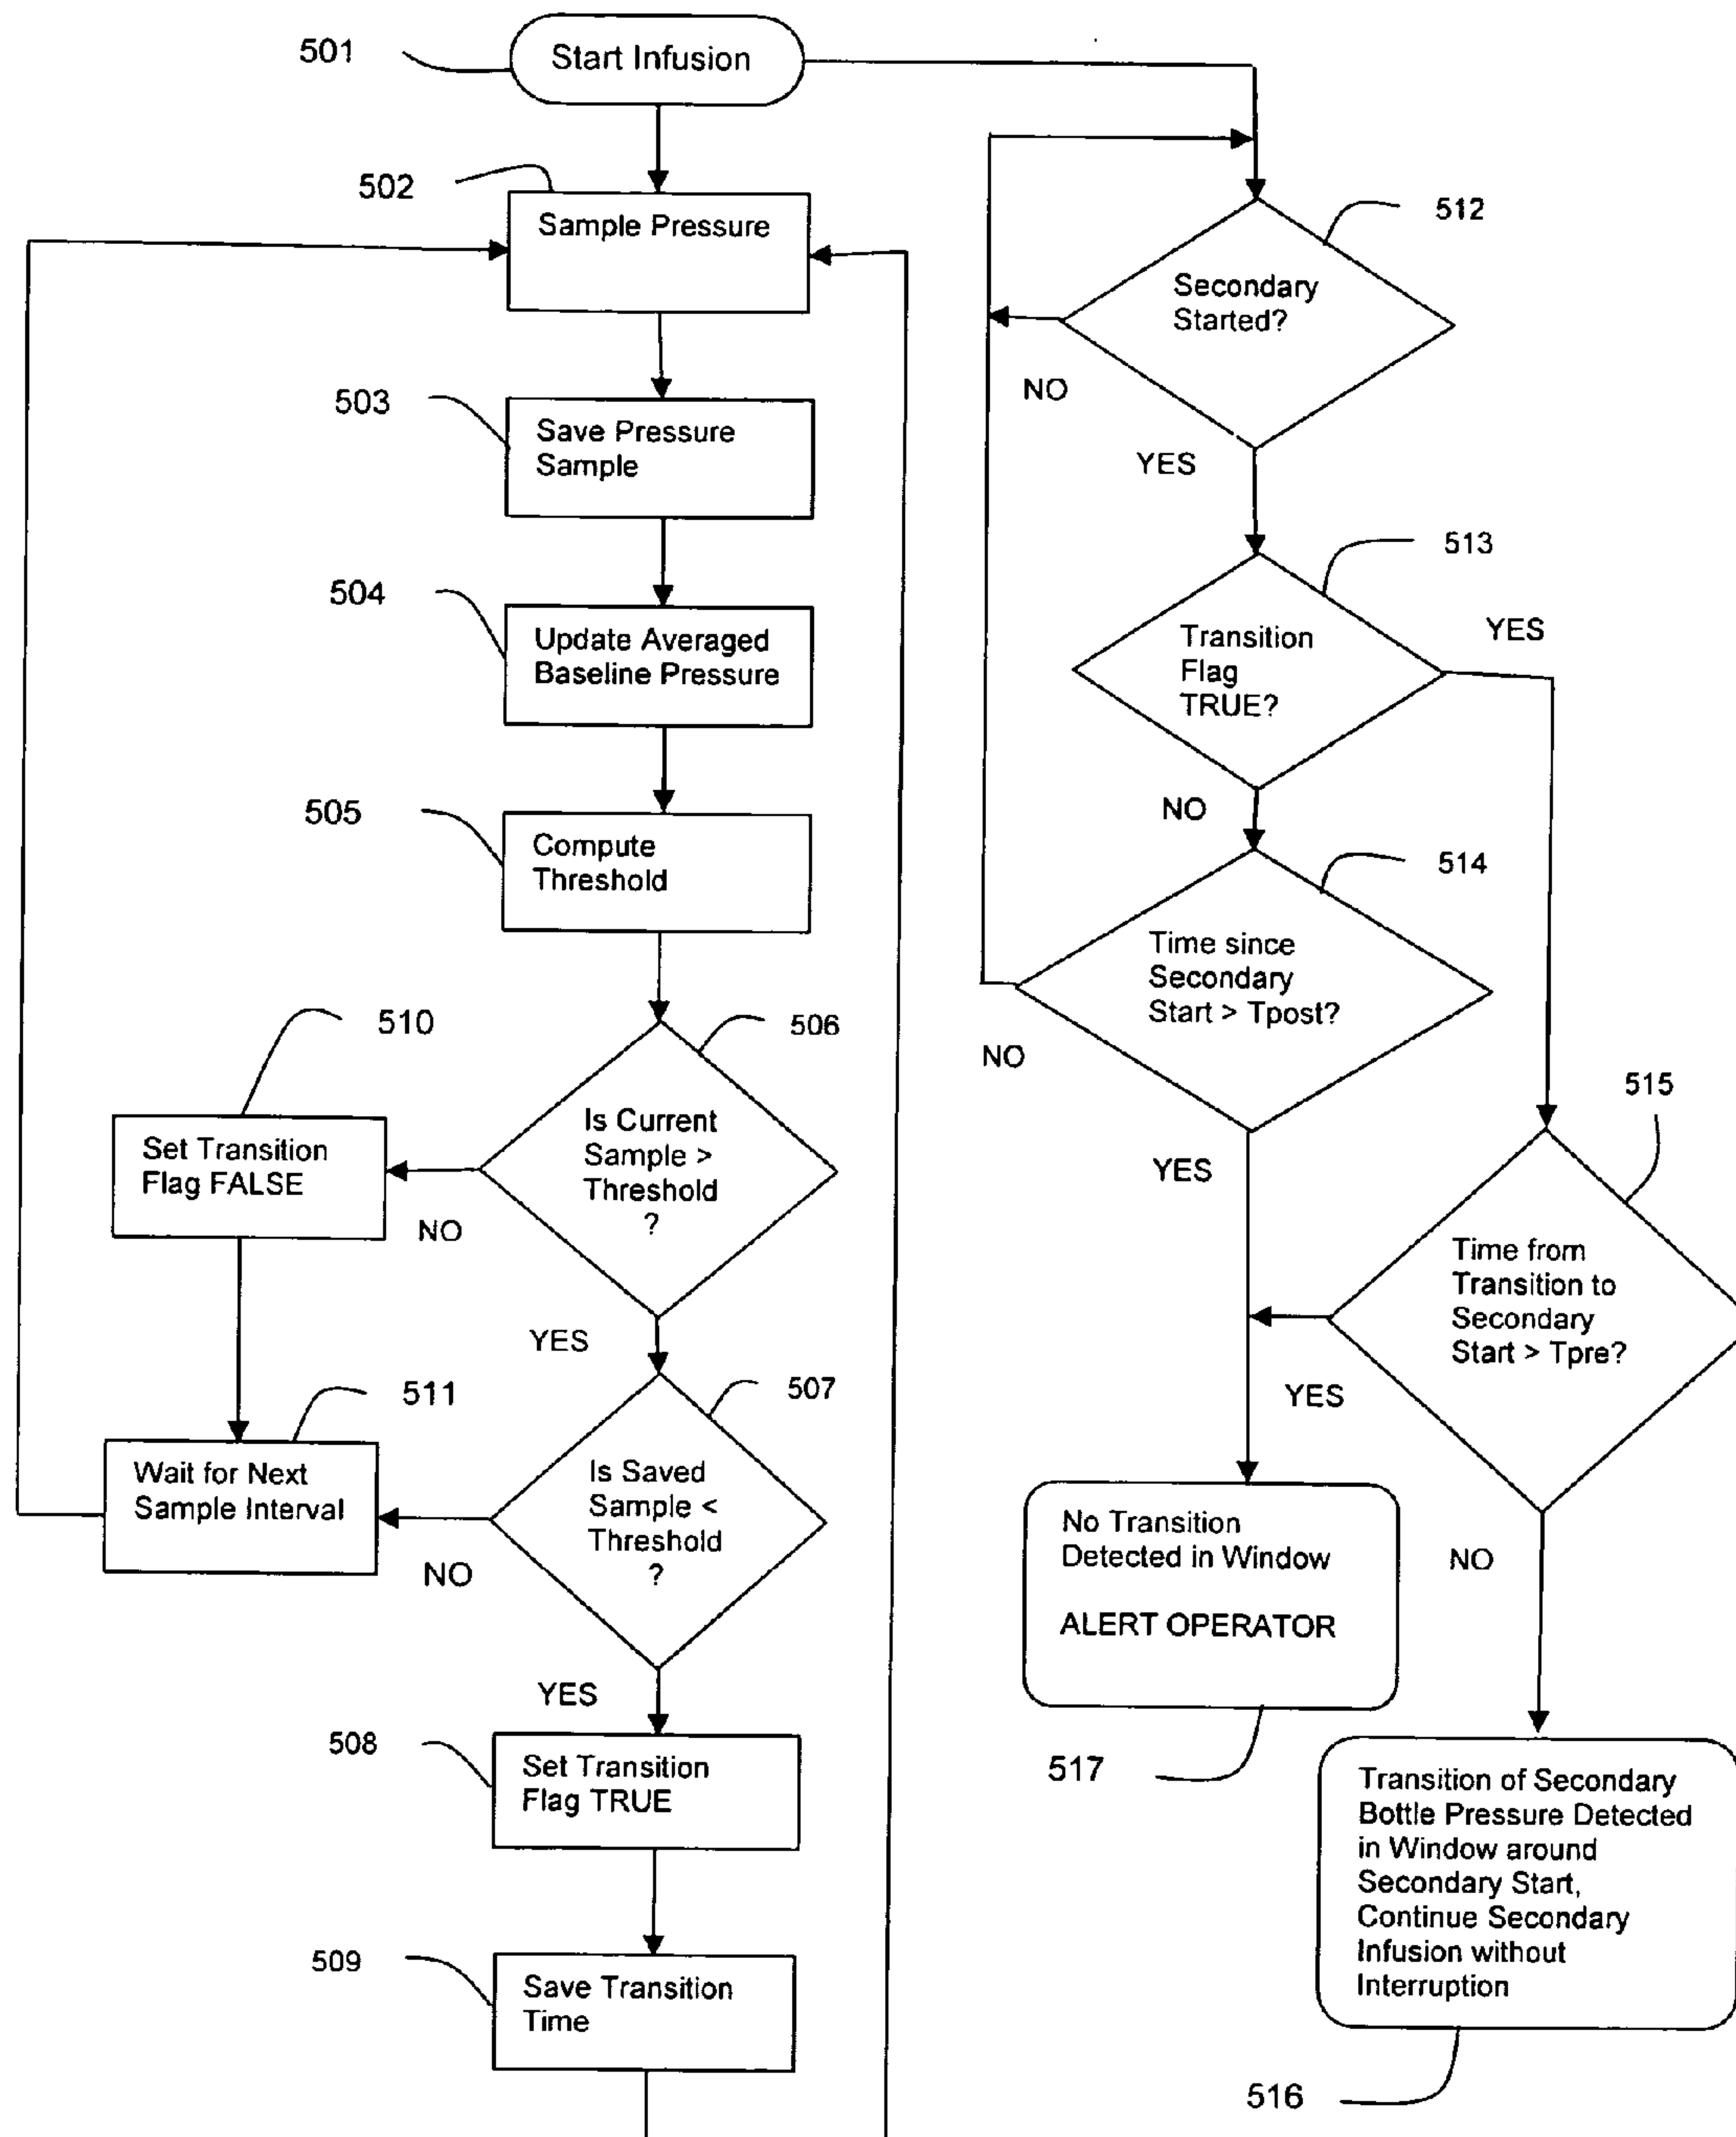 501
Start Infusion
502
Sample Pressure
503
Save Pressure
Sample
504
Update Averaged
Baseline Pressure
505
Compute
Threshold
506
Is Current
Sample >
Threshold
?
NO
YES
510
Set Transition
Flag FALSE
511
Wait for Next
Sample Interval
507
Is Saved
Sample <
Threshold
?
NO
YES
508
Set Transition
Flag TRUE
509
Save Transition
Time
512
Secondary
Started?
NO
YES
513
Transition
Flag
TRUE?
YES
NO
514
Time since
Secondary
Start > Tpost?
NO
YES
515
Time from
Transition to
Secondary
Start > Tpre?
YES
NO
No Transition
Detected in Window
ALERT OPERATOR
517
Transition of Secondary
Bottle Pressure Detected
in Window around
Secondary Start,
Continue Secondary
Infusion without
Interruption
516